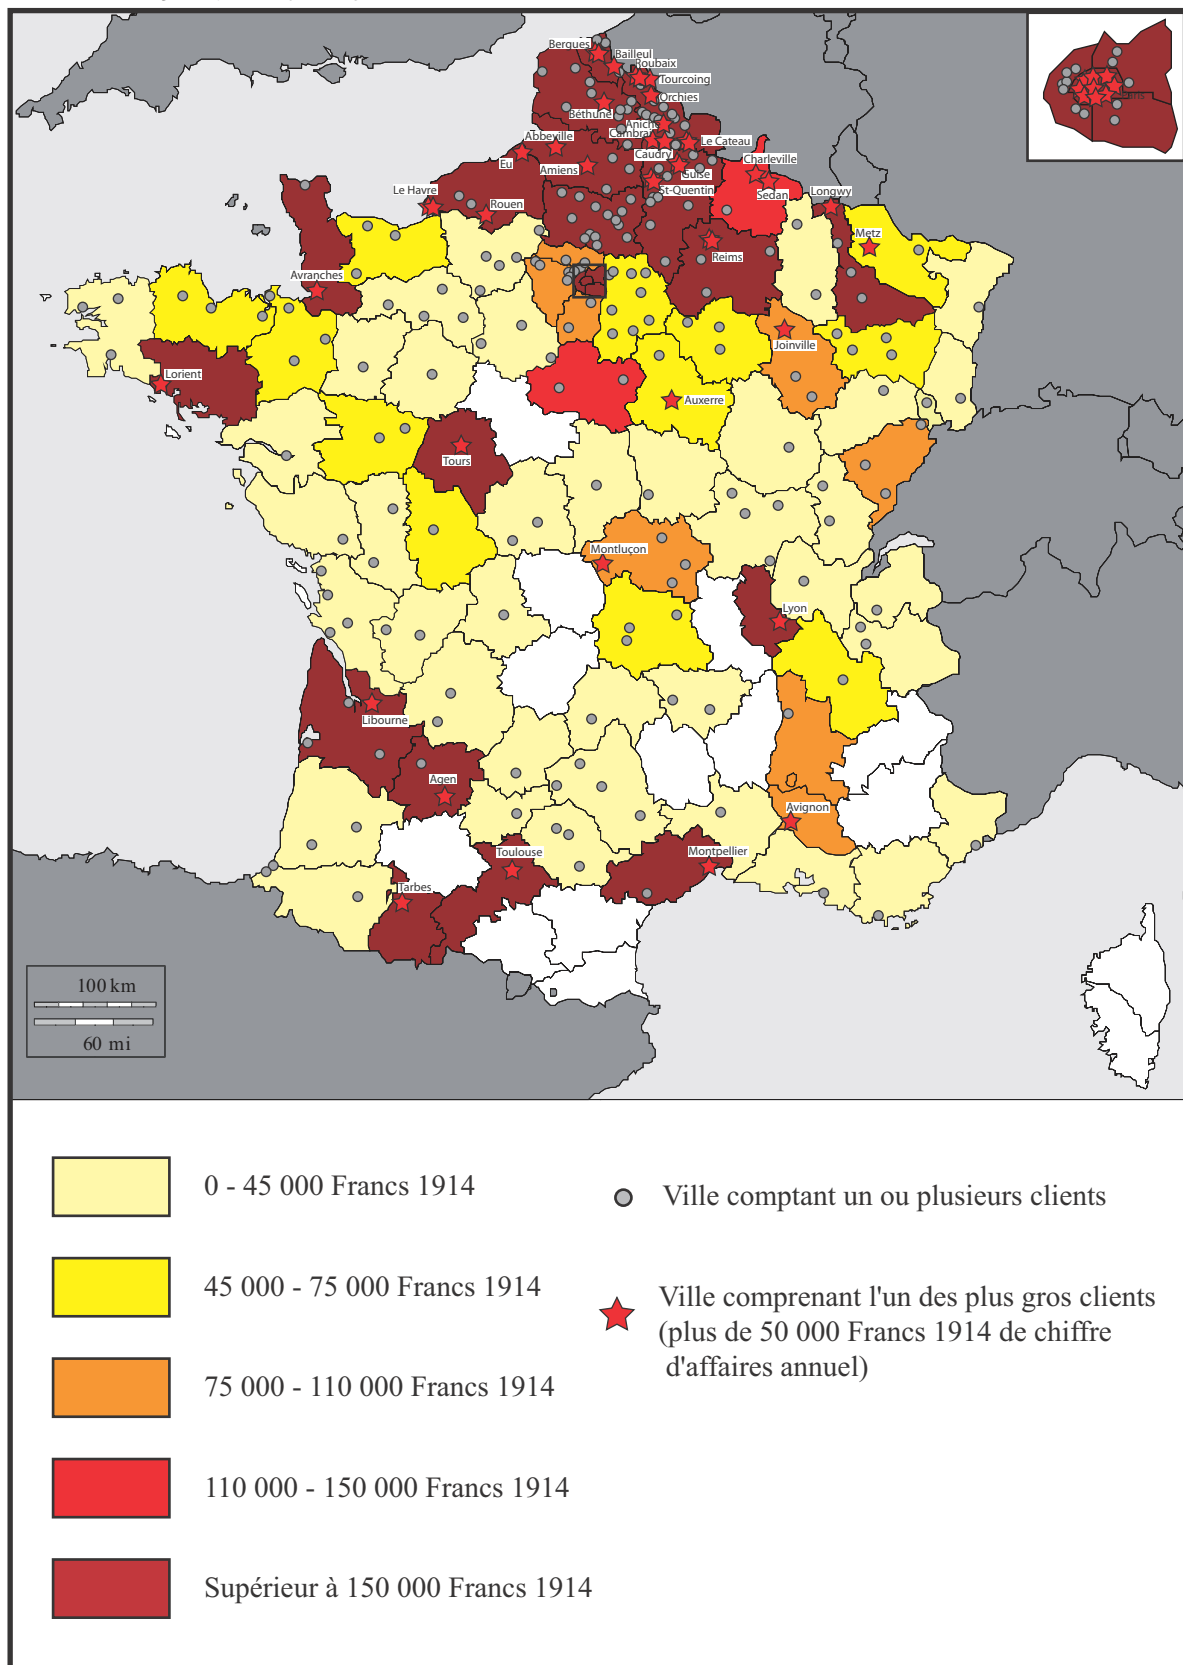 Bergues
Bailleul
Roubaix
Tourcoing
Orchies
Béthune
Aniche
Cambrai
Le Cateau
Abbeville
Eu
Amiens
Caudry
Guise
Charleville
St-Quentin
Sedan
Le Havre
Rouen
Longwy
Metz
Reims
Avranches
Joinville
Lorient
Auxerre
Tours
Montluçon
Lyon
Libourne
Agen
Avignon
Toulouse
Montpellier
Tarbes
100 km
60 mi
0 - 45 000 Francs 1914
Ville comptant un ou plusieurs clients
45 000 - 75 000 Francs 1914
Ville comprenant l'un des plus gros clients
(plus de 50 000 Francs 1914 de chiffre
d'affaires annuel)
75 000 - 110 000 Francs 1914
110 000 - 150 000 Francs 1914
Supérieur à 150 000 Francs 1914